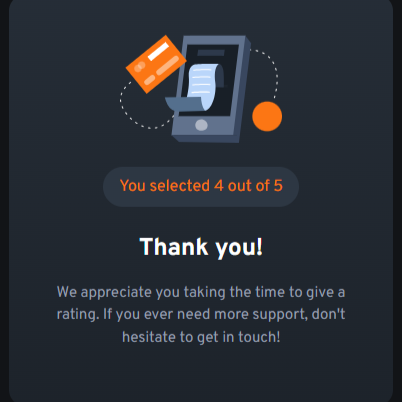 You selected 4 out of 5
Thank you!
We appreciate you taking the time to give a
rating. If you ever need more support, don't
hesitate to get in touch!